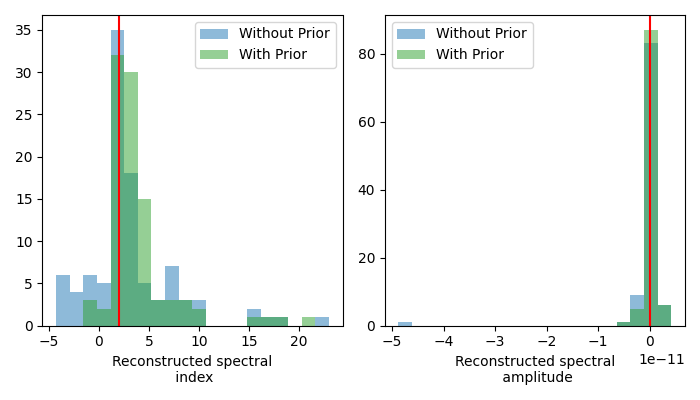 35
30
25
20
15
10
5
0
−5
0
5
10
15
20
Without Prior
With Prior
Reconstructed spectral
index
80
60
40
20
0
−5
−4
−3
−2
−1
0
1e−11
Without Prior
With Prior
Reconstructed spectral
amplitude